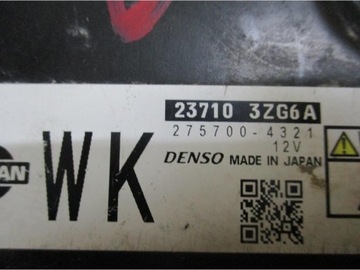 23710 3ZG6A
275700-4321
12V
DENSO MADE IN JAPAN
WK